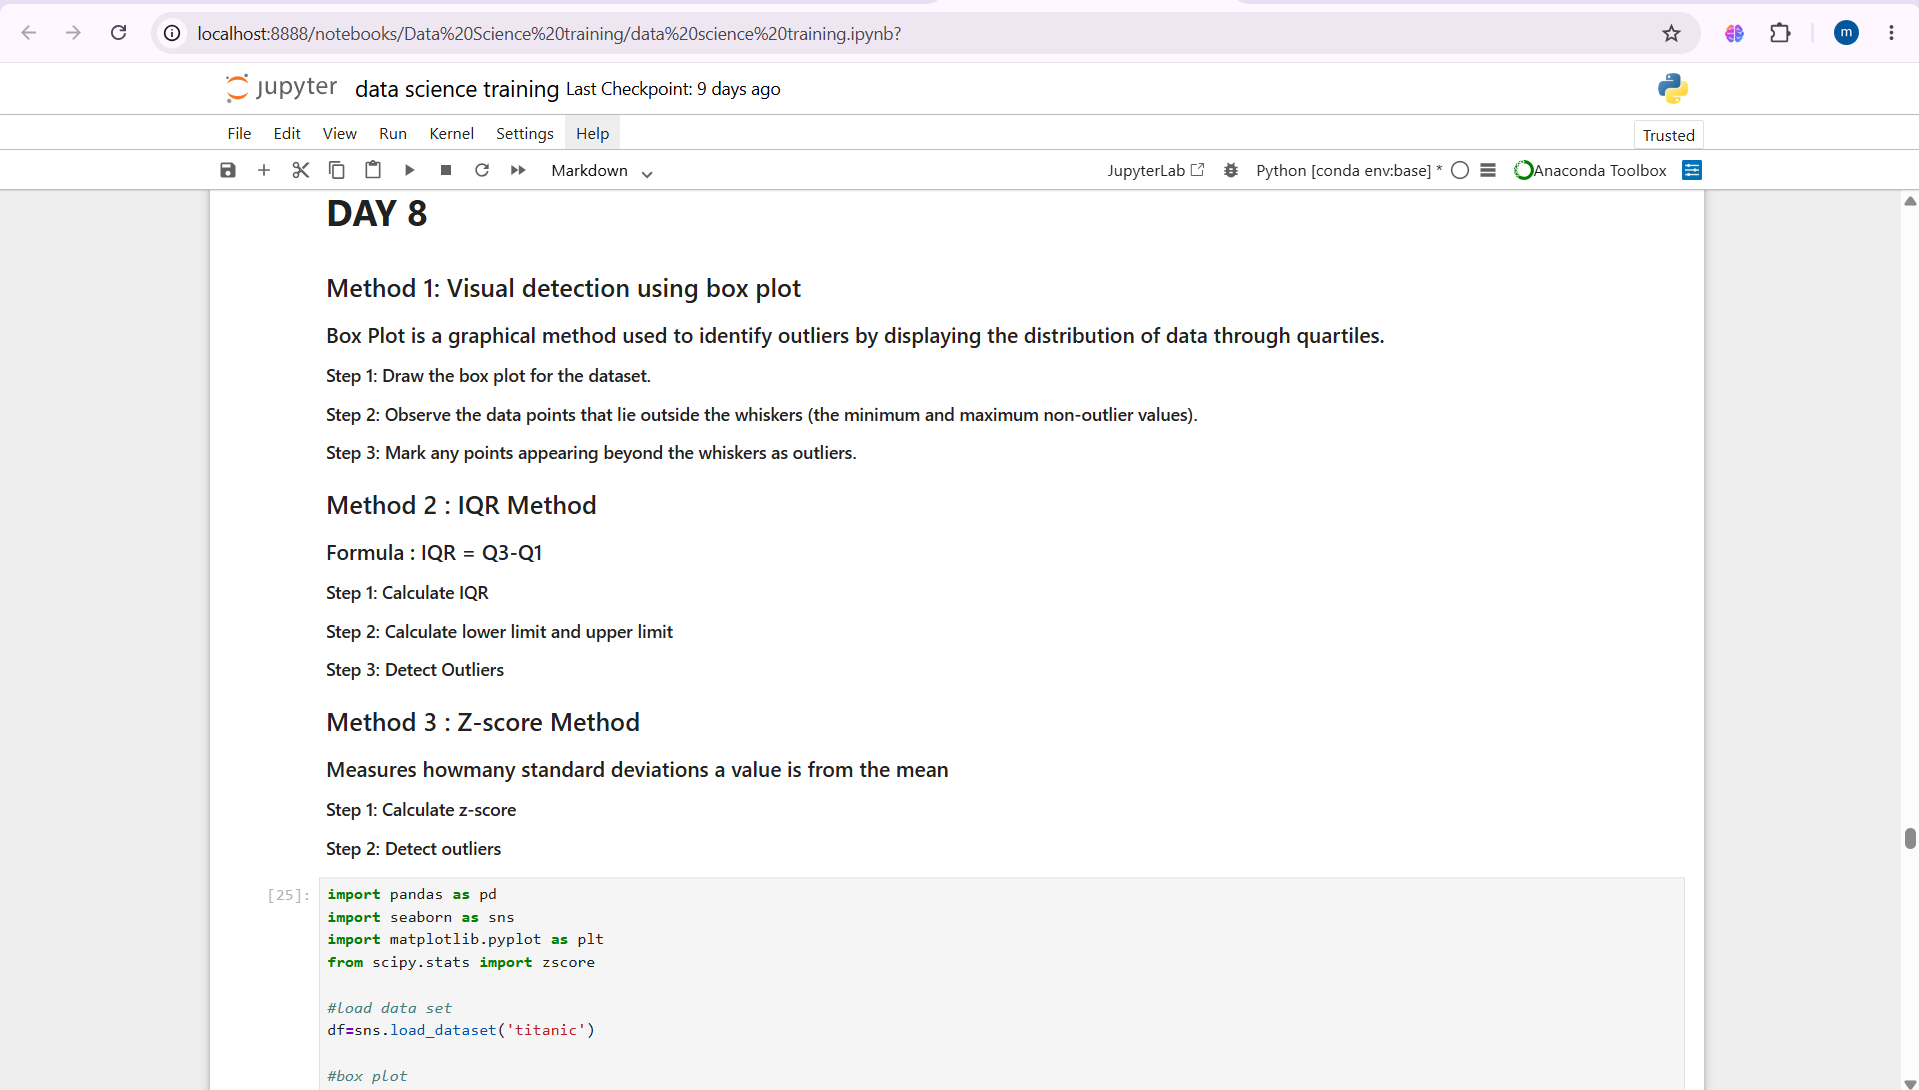 localhost:8888/notebooks/Data%20Science%20training/data%20science%20training.ipynb?
m
jupyter data science training Last Checkpoint: 9 days ago
File Edit View Run Kernel Settings Help Trusted
Markdown JupyterLab Python [conda env:base] * Anaconda Toolbox
DAY 8
Method 1: Visual detection using box plot
Box Plot is a graphical method used to identify outliers by displaying the distribution of data through quartiles.
Step 1: Draw the box plot for the dataset.
Step 2: Observe the data points that lie outside the whiskers (the minimum and maximum non-outlier values).
Step 3: Mark any points appearing beyond the whiskers as outliers.
Method 2 : IQR Method
Formula : IQR = Q3-Q1
Step 1: Calculate IQR
Step 2: Calculate lower limit and upper limit
Step 3: Detect Outliers
Method 3 : Z-score Method
Measures howmany standard deviations a value is from the mean
Step 1: Calculate z-score
Step 2: Detect outliers
[25]: import pandas as pd
import seaborn as sns
import matplotlib.pyplot as plt
from scipy.stats import zscore
#load data set
df=sns.load_dataset('titanic')
#box plot